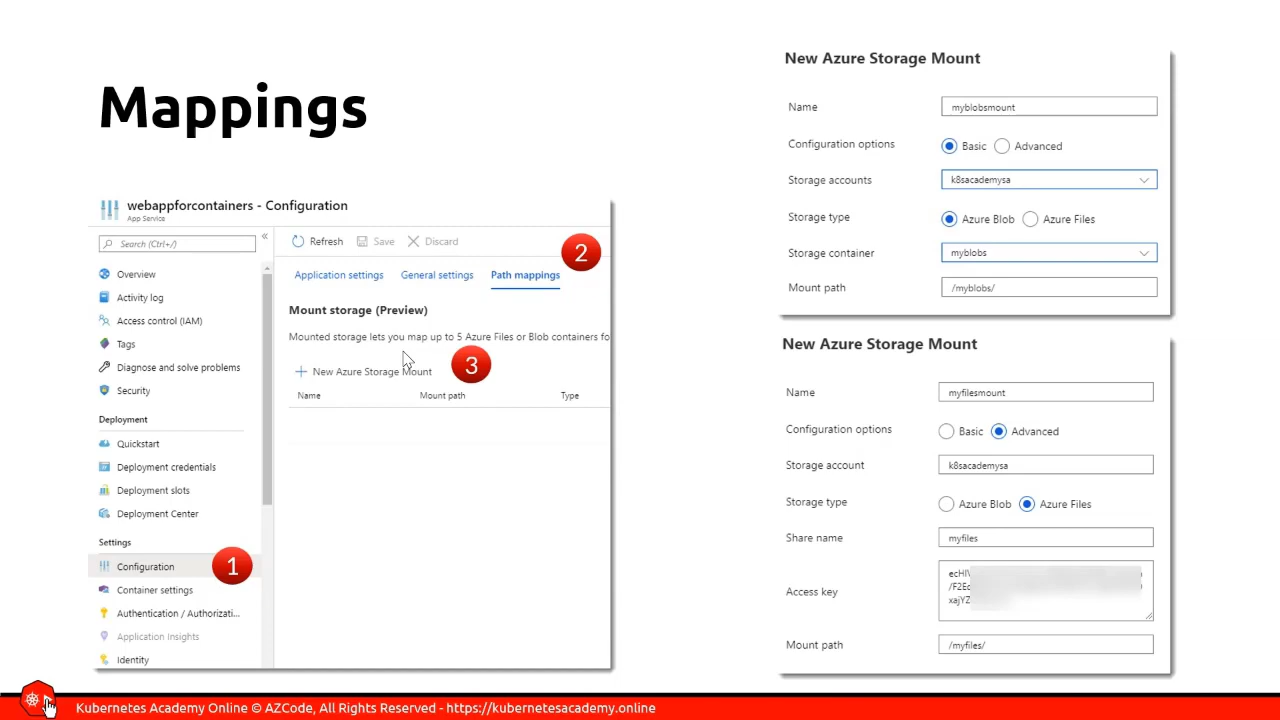 Mappings
webappforcontainers - Configuration
App Service
Search (Ctrl+/)
«
Overview
Activity log
Access control (IAM)
Tags
Diagnose and solve problems
Security
Deployment
Quickstart
Deployment credentials
Deployment slots
Deployment Center
Settings
Configuration
1
Container settings
Authentication / Authorizati...
Application Insights
Identity
Refresh Save Discard
2
Application settings General settings Path mappings
Mount storage (Preview)
Mounted storage lets you map up to 5 Azure Files or Blob containers fo
New Azure Storage Mount
3
Name Mount path Type
New Azure Storage Mount
Name myblobsmount
Configuration options Basic Advanced
Storage accounts k8sacademysa
Storage type Azure Blob Azure Files
Storage container myblobs
Mount path /myblobs/
New Azure Storage Mount
Name myfilesmount
Configuration options Basic Advanced
Storage account k8sacademysa
Storage type Azure Blob Azure Files
Share name myfiles
Access key
Mount path /myfiles/
Kubernetes Academy Online © AZCode, All Rights Reserved - https://kubernetesacademy.online